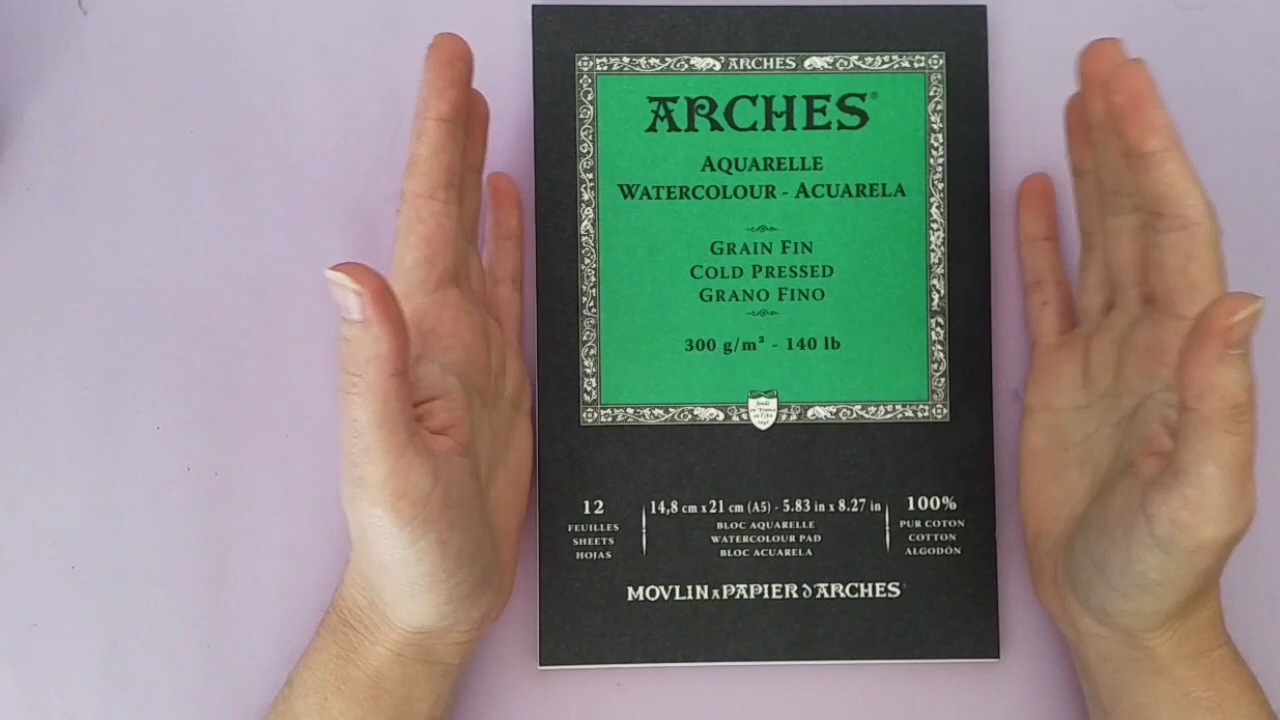 ARCHES
ARCHES®
AQUARELLE
WATERCOLOUR - ACUARELA
GRAIN FIN
COLD PRESSED
GRANO FINO
300 g/m² - 140 lb
12
FEUILLES
SHEETS
HOJAS
14,8 cm x 21 cm (A5) - 5.83 in x 8.27 in
BLOC AQUARELLE
WATERCOLOUR PAD
BLOC ACUARELA
100%
PUR COTON
COTTON
ALGODÓN
MOVLIN À PAPIER D'ARCHES